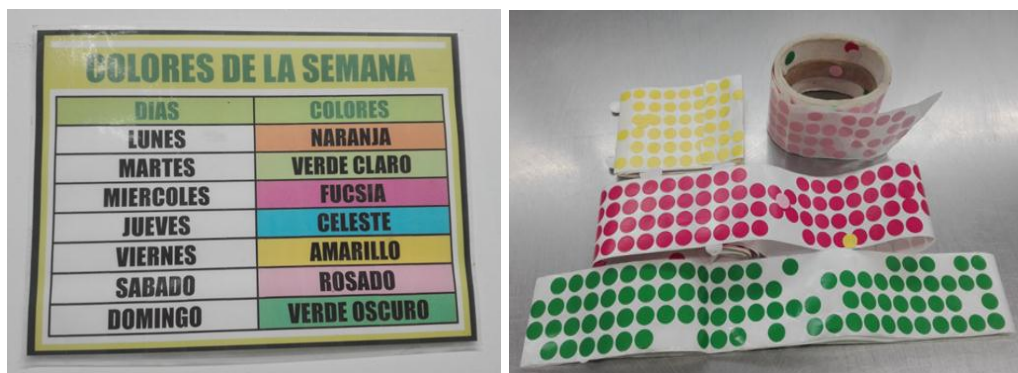 COLORES DE LA SEMANA
DIAS COLORES
LUNES NARANJA
MARTES VERDE CLARO
MIERCOLES FUCSIA
JUEVES CELESTE
VIERNES AMARILLO
SABADO ROSADO
DOMINGO VERDE OSCURO